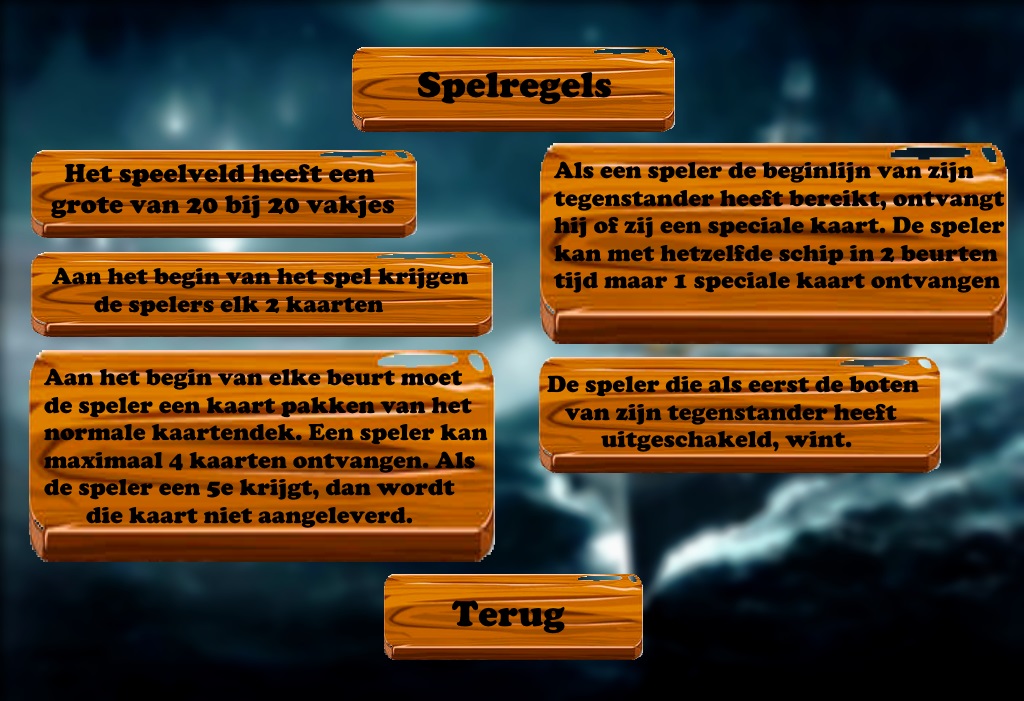 Spelregels
Het speelveld heeft een
grote van 20 bij 20 vakjes
Aan het begin van het spel krijgen
de spelers elk 2 kaarten
Aan het begin van elke beurt moet
de speler een kaart pakken van het
normale kaartendek. Een speler kan
maximaal 4 kaarten ontvangen. Als
de speler een 5e krijgt, dan wordt
die kaart niet aangeleverd.
Als een speler de beginlijn van zijn
tegenstander heeft bereikt, ontvangt
hij of zij een speciale kaart. De speler
kan met hetzelfde schip in 2 beurten
tijd maar 1 speciale kaart ontvangen
De speler die als eerst de boten
van zijn tegenstander heeft
uitgeschakeld, wint.
Terug